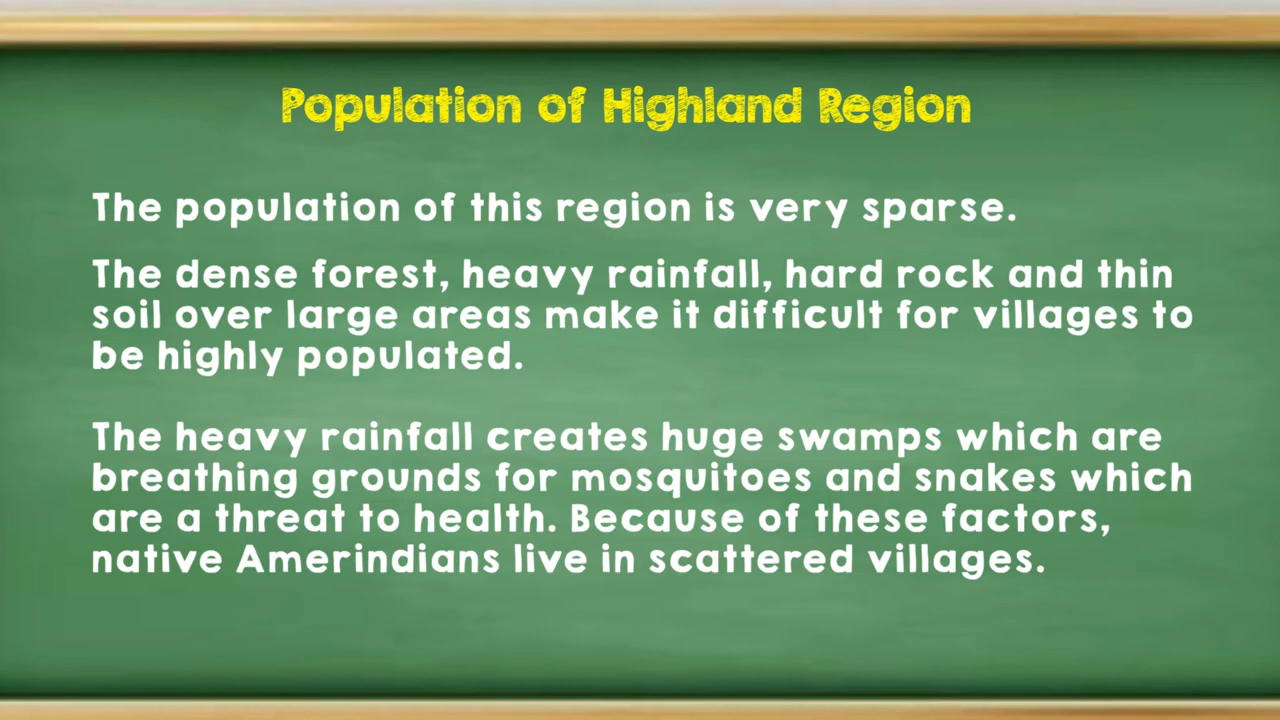 Population of Highland Region
The population of this region is very sparse.
The dense forest, heavy rainfall, hard rock and thin
soil over large areas make it difficult for villages to
be highly populated.
The heavy rainfall creates huge swamps which are
breathing grounds for mosquitoes and snakes which
are a threat to health. Because of these factors,
native Amerindians live in scattered villages.